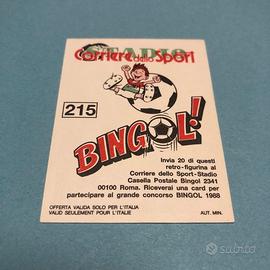 STADIO
Corriere dello Sport
215
BINGOL!
Invia 20 di questi
retro-figurina al
Corriere dello Sport-Stadio
Casella Postale Bingol 2341
00100 Roma. Riceverai una card per
partecipare al grande concorso BINGOL 1988
OFFERTA VALIDA SOLO PER L'ITALIA
VALID SEULEMENT POUR L'ITALIE
AUT. MIN.
subito